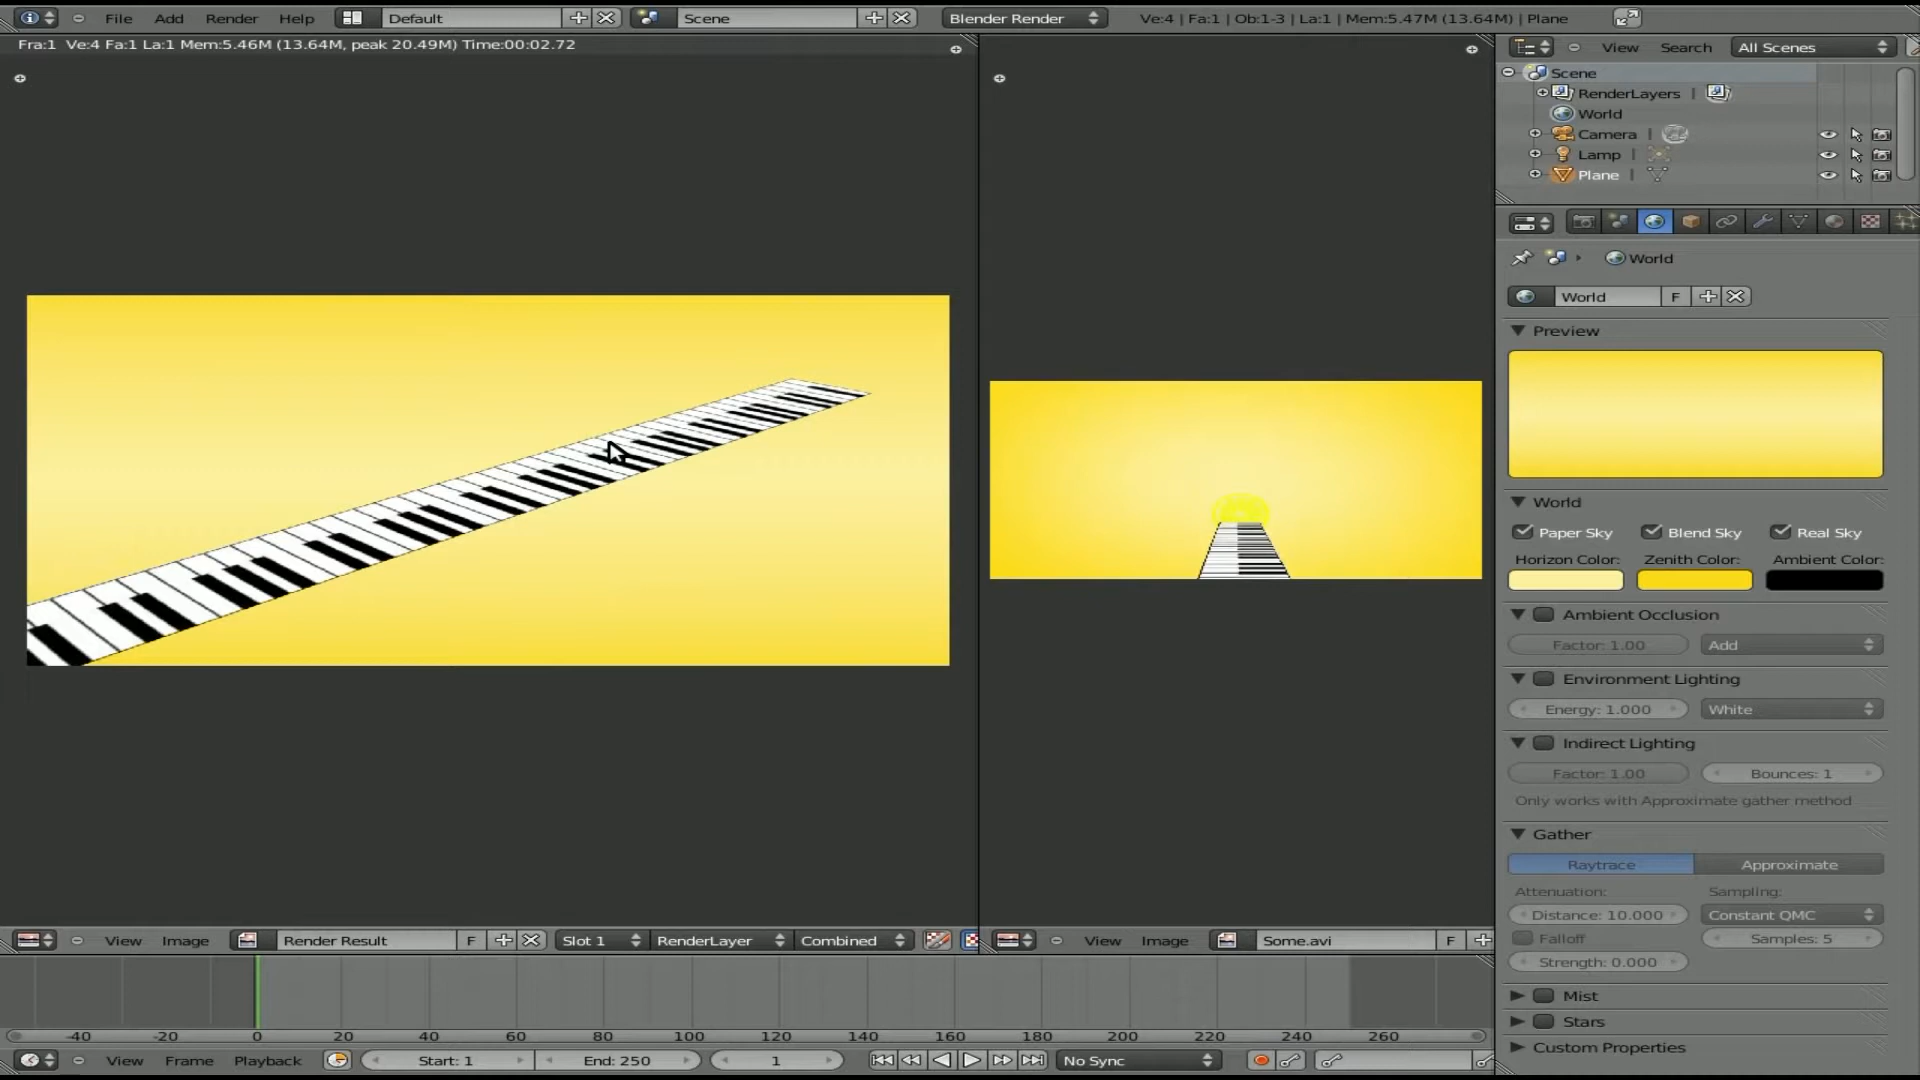 File Add Render Help Default Scene Blender Render Ve:4 | Fa:1 | Ob:1-3 | La:1 | Mem:5.47M (13.64M) | Plane
Fra:1 Ve:4 Fa:1 La:1 Mem:5.46M (13.64M, peak 20.49M) Time:00:02.72
View Search All Scenes
Scene
RenderLayers |
World
Camera |
Lamp |
Plane |
World
World F
Preview
World
Paper Sky Blend Sky Real Sky
Horizon Color: Zenith Color: Ambient Color:
Ambient Occlusion
Factor: 1.00 Add
Environment Lighting
Energy: 1.000 White
Indirect Lighting
Factor: 1.00 Bounces: 1
Only works with Approximate gather method
Gather
Raytrace Approximate
Attenuation: Sampling:
Distance: 10.000 Constant QMC
Falloff Samples: 5
Strength: 0.000
Mist
Stars
Custom Properties
View Image Render Result F Slot 1 RenderLayer Combined
View Image Some.avi F
-40 -20 0 20 40 60 80 100 120 140 160 180 200 220 240 260
View Frame Playback Start: 1 End: 250 1 No Sync